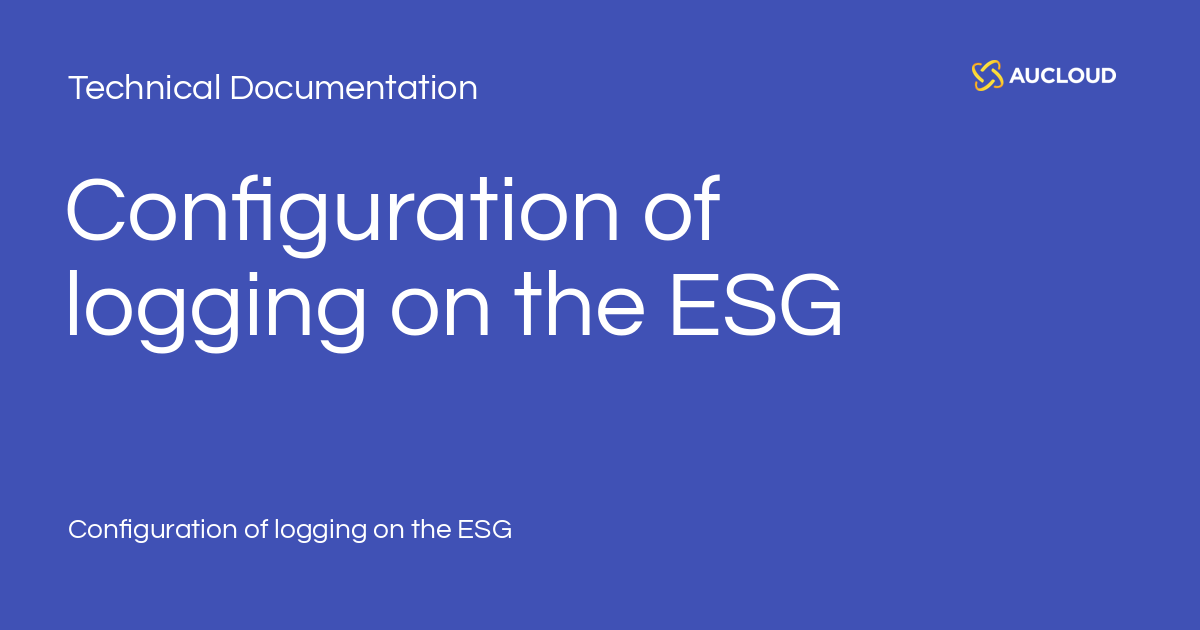 Technical Documentation
AUCLOUD
Configuration of
logging on the ESG
Configuration of logging on the ESG